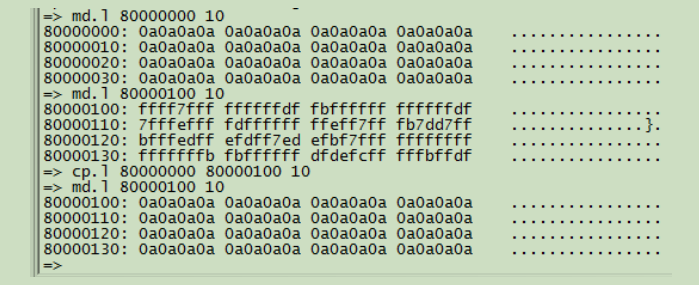 => md.l 80000000 10
80000000: 0a0a0a0a 0a0a0a0a 0a0a0a0a 0a0a0a0a    ................
80000010: 0a0a0a0a 0a0a0a0a 0a0a0a0a 0a0a0a0a    ................
80000020: 0a0a0a0a 0a0a0a0a 0a0a0a0a 0a0a0a0a    ................
80000030: 0a0a0a0a 0a0a0a0a 0a0a0a0a 0a0a0a0a    ................
=> md.l 80000100 10
80000100: ffff7fff ffffffdf fbffffff ffffffdf    ................
80000110: 7fffefff fdffffff ffeff7ff fb7dd7ff    ..............}.
80000120: bfffedff efdff7ed efbf7fff ffffffff    ................
80000130: fffffffb fbffffff dfdefcff fffbffdf    ................
=> cp.l 80000000 80000100 10
=> md.l 80000100 10
80000100: 0a0a0a0a 0a0a0a0a 0a0a0a0a 0a0a0a0a    ................
80000110: 0a0a0a0a 0a0a0a0a 0a0a0a0a 0a0a0a0a    ................
80000120: 0a0a0a0a 0a0a0a0a 0a0a0a0a 0a0a0a0a    ................
80000130: 0a0a0a0a 0a0a0a0a 0a0a0a0a 0a0a0a0a    ................
=>